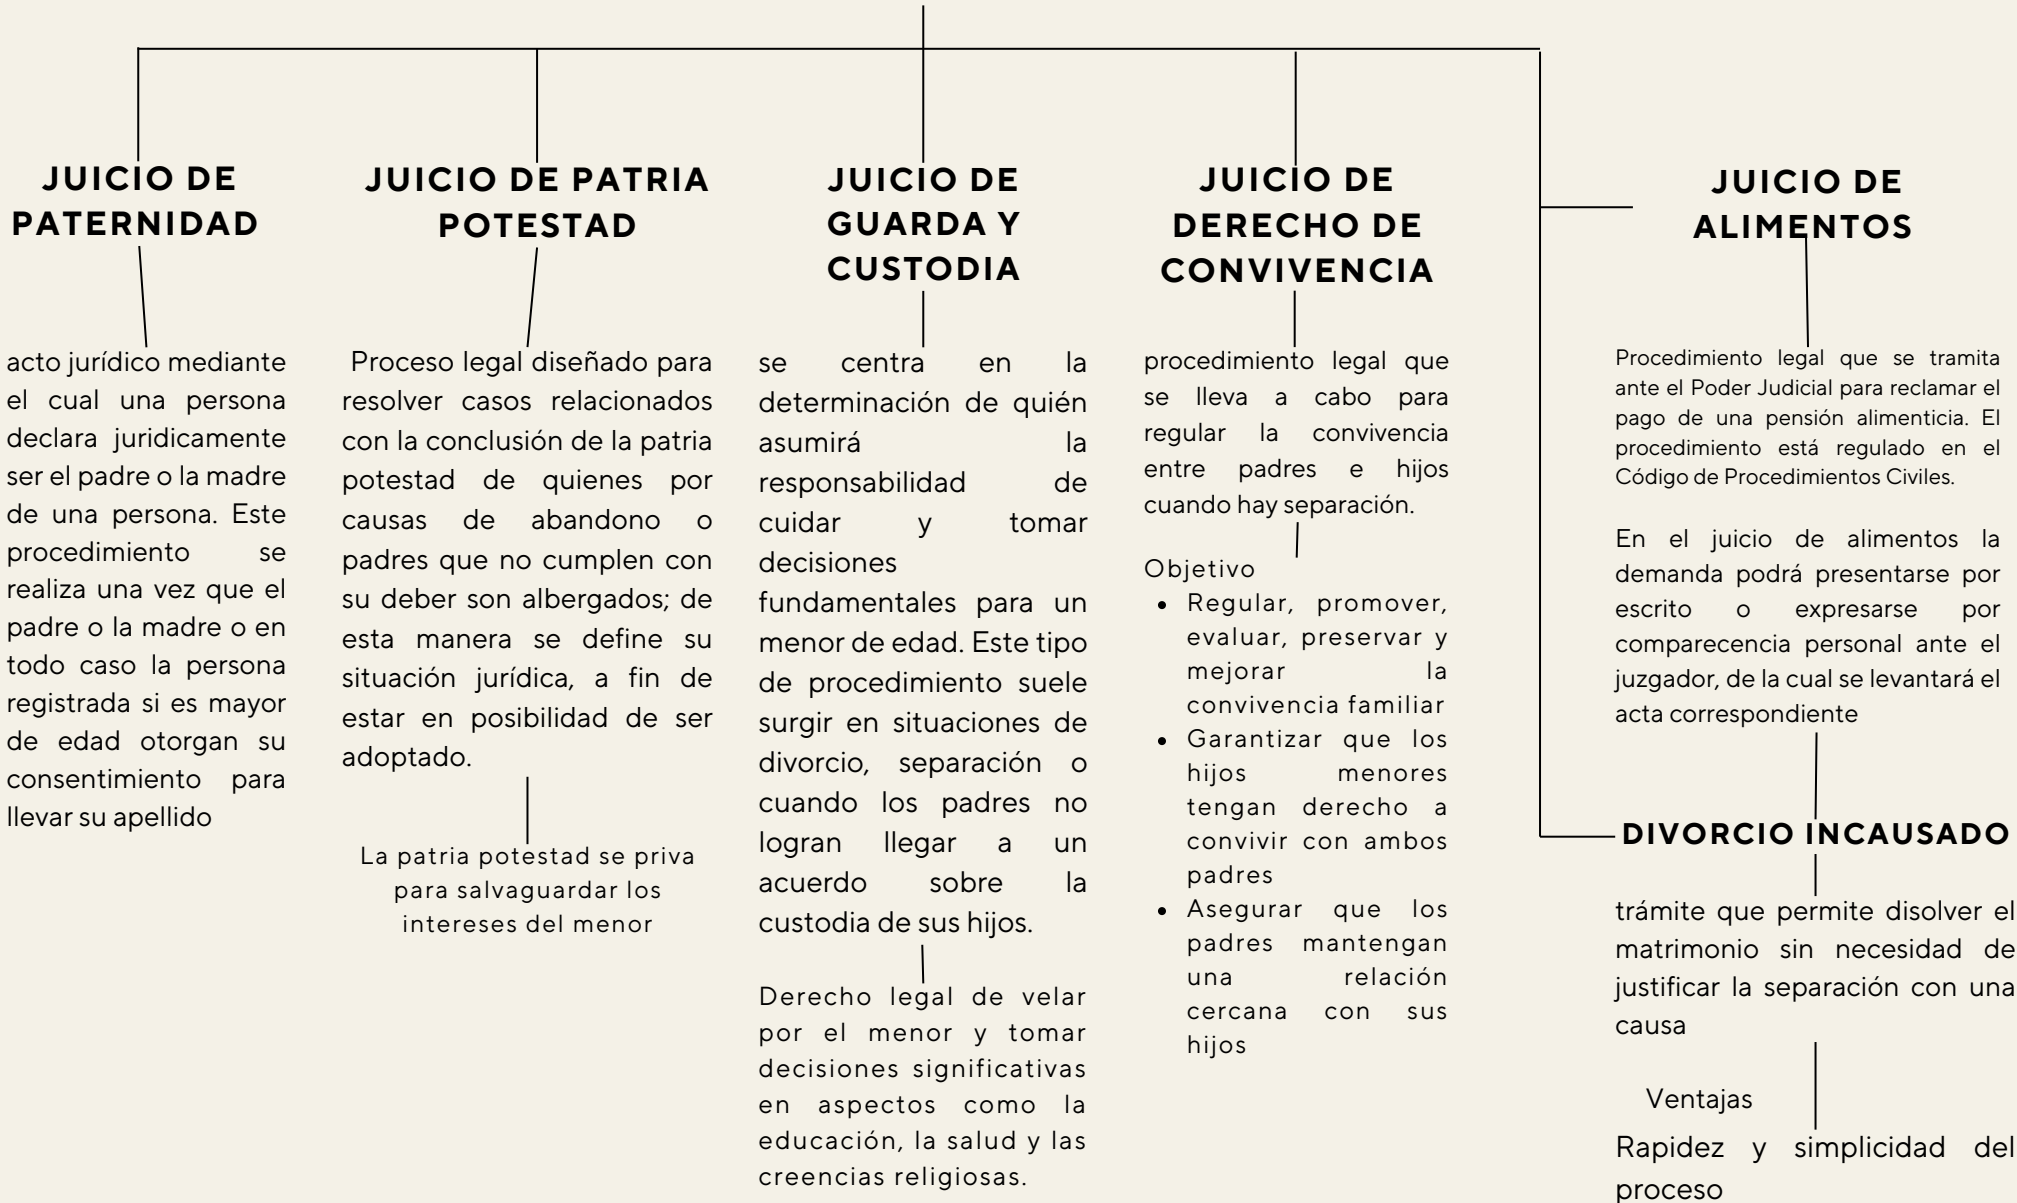 JUICIO DE
PATERNIDAD
acto jurídico mediante
el cual una persona
declara juridicamente
ser el padre o la madre
de una persona. Este
procedimiento se
realiza una vez que el
padre o la madre o en
todo caso la persona
registrada si es mayor
de edad otorgan su
consentimiento para
llevar su apellido
JUICIO DE PATRIA
POTESTAD
Proceso legal diseñado para
resolver casos relacionados
con la conclusión de la patria
potestad de quienes por
causas de abandono o
padres que no cumplen con
su deber son albergados; de
esta manera se define su
situación jurídica, a fin de
estar en posibilidad de ser
adoptado.
La patria potestad se priva
para salvaguardar los
intereses del menor
JUICIO DE
GUARDA Y
CUSTODIA
se centra en la
determinación de quién
asumirá la
responsabilidad de
cuidar y tomar
decisiones
fundamentales para un
menor de edad. Este tipo
de procedimiento suele
surgir en situaciones de
divorcio, separación o
cuando los padres no
logran llegar a un
acuerdo sobre la
custodia de sus hijos.
Derecho legal de velar
por el menor y tomar
decisiones significativas
en aspectos como la
educación, la salud y las
creencias religiosas.
JUICIO DE
DERECHO DE
CONVIVENCIA
procedimiento legal que
se lleva a cabo para
regular la convivencia
entre padres e hijos
cuando hay separación.
Objetivo
• Regular, promover,
evaluar, preservar y
mejorar la
convivencia familiar
• Garantizar que los
hijos menores
tengan derecho a
convivir con ambos
padres
• Asegurar que los
padres mantengan
una relación
cercana con sus
hijos
JUICIO DE
ALIMENTOS
Procedimiento legal que se tramita
ante el Poder Judicial para reclamar el
pago de una pensión alimenticia. El
procedimiento está regulado en el
Código de Procedimientos Civiles.
En el juicio de alimentos la
demanda podrá presentarse por
escrito o expresarse por
comparecencia personal ante el
juzgador, de la cual se levantará el
acta correspondiente
DIVORCIO INCAUSADO
trámite que permite disolver el
matrimonio sin necesidad de
justificar la separación con una
causa
Ventajas
Rapidez y simplicidad del
proceso